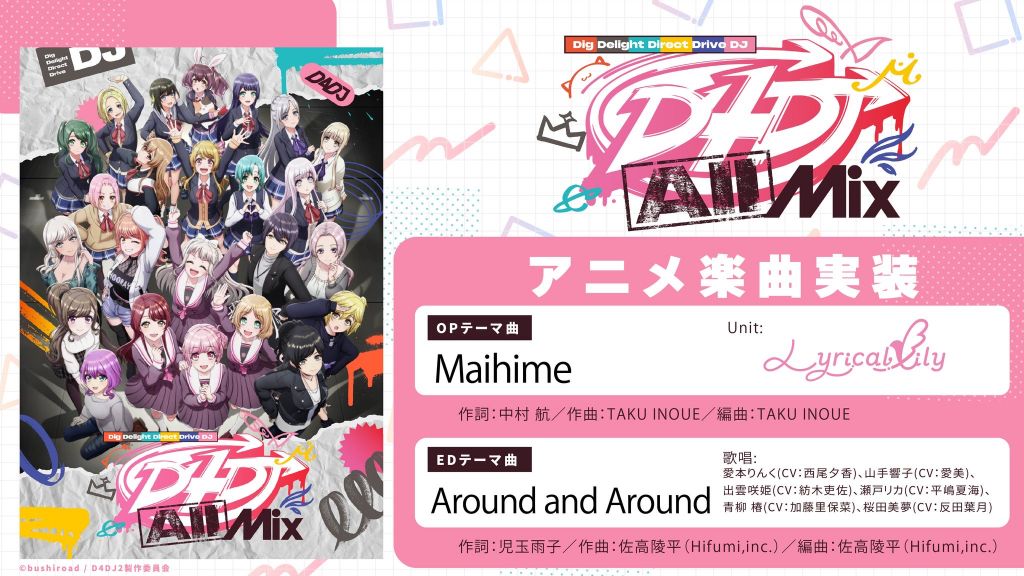 Dig
Delight
Direct
Drive
DJ
D4DJ
Dig Delight Direct Drive DJ
D4DJ
All Mix
©bushiroad / D4DJ2製作委員会
Dig Delight Direct Drive DJ
D4DJ
All Mix
アニメ楽曲実装
OPテーマ曲
Maihime
Unit:
Lyrical Lily
作詞:中村 航/作曲:TAKU INOUE/編曲:TAKU INOUE
EDテーマ曲
Around and Around
歌唱:
愛本りんく(CV:西尾夕香)、山手響子(CV:愛美)、
出雲咲姫(CV:紡木吏佐)、瀬戸リカ(CV:平嶋夏海)、
青柳 椿(CV:加藤里保菜)、桜田美夢(CV:反田葉月)
作詞:児玉雨子/作曲:佐高陵平(Hifumi,inc.)/編曲:佐高陵平(Hifumi,inc.)